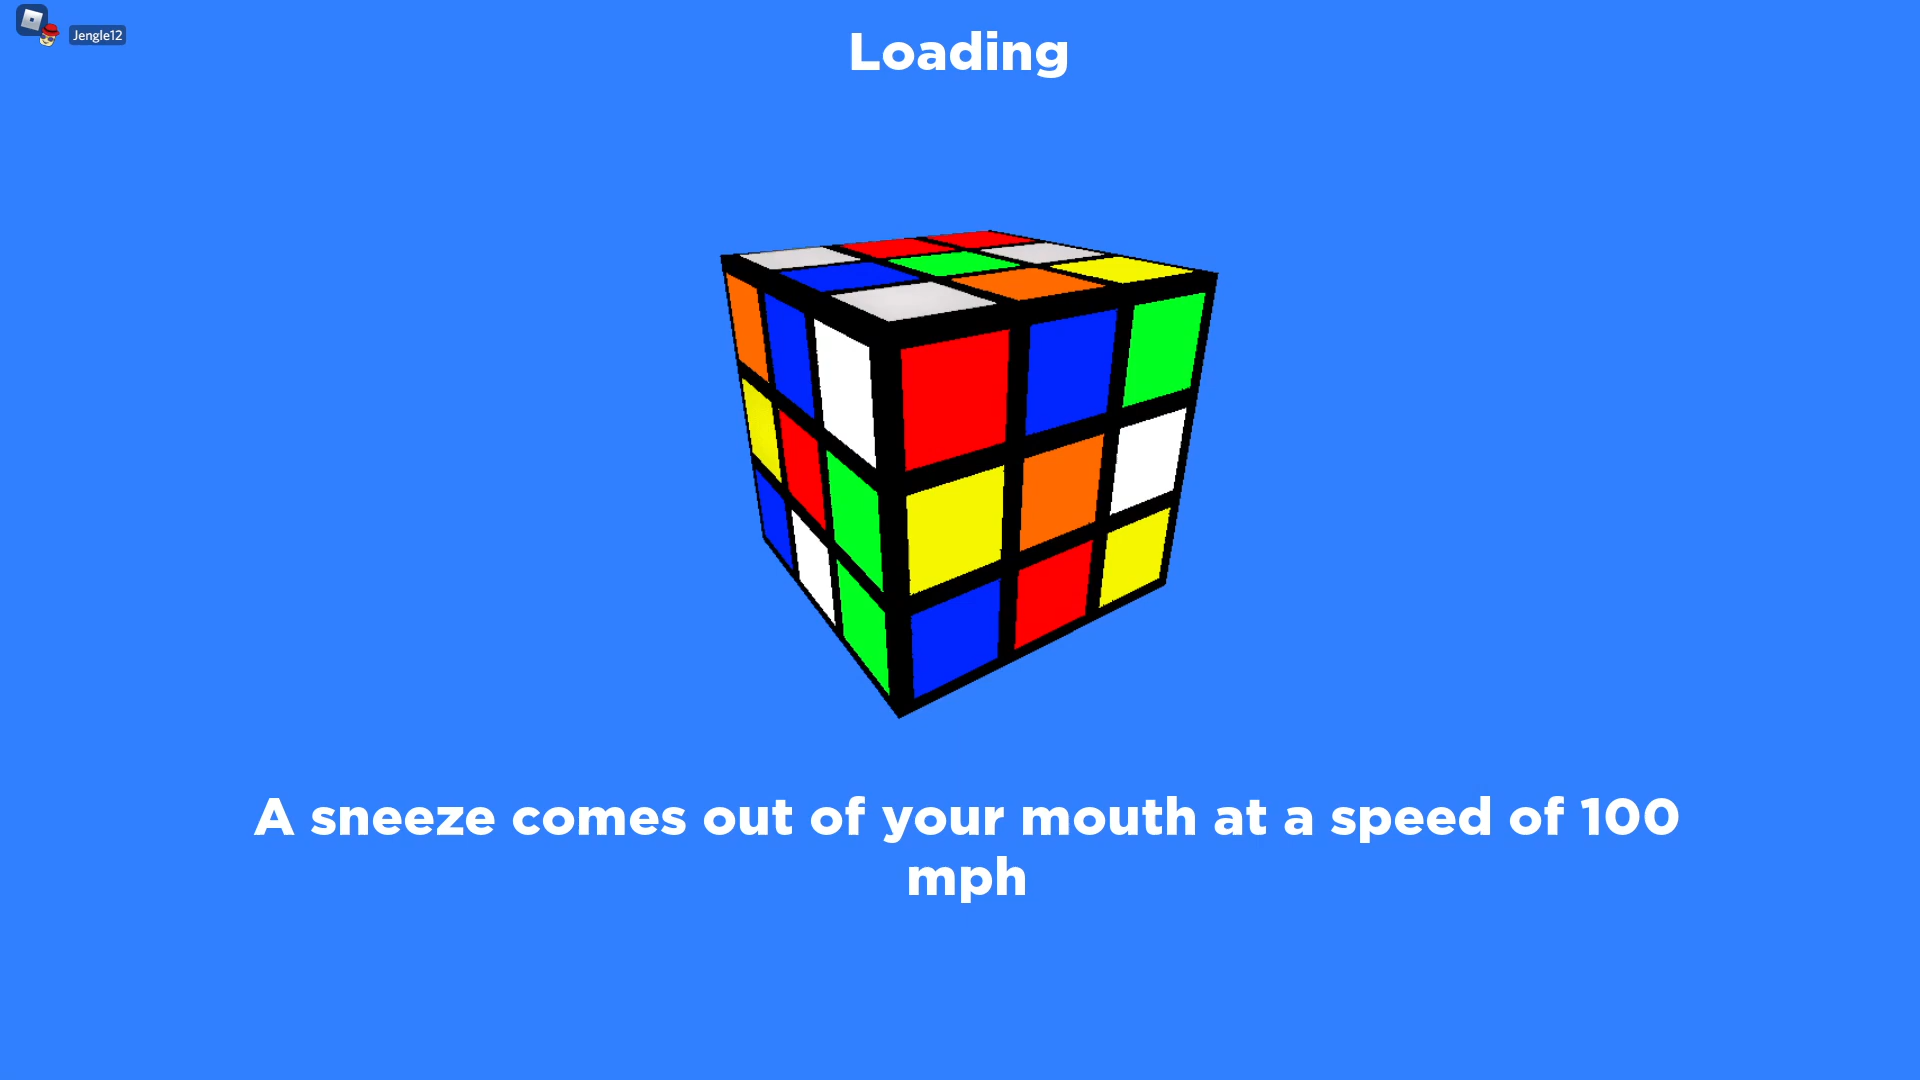 Jengle12
Loading
A sneeze comes out of your mouth at a speed of 100
mph